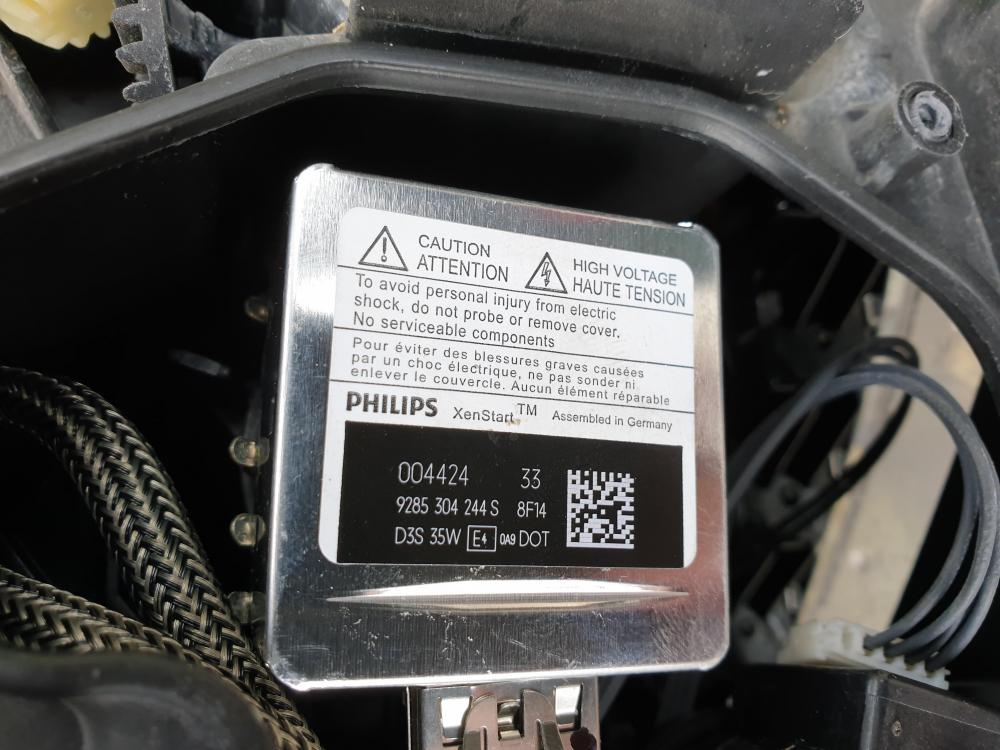 CAUTION
ATTENTION
HIGH VOLTAGE
HAUTE TENSION
To avoid personal injury from electric
shock, do not probe or remove cover.
No serviceable components
Pour éviter des blessures graves causées
par un choc électrique, ne pas sonder ni
enlever le couvercle. Aucun élément réparable
PHILIPS XenStart™ Assembled in Germany
004424 33
9285 304 244 S 8F14
D3S 35W E4 0A9 DOT